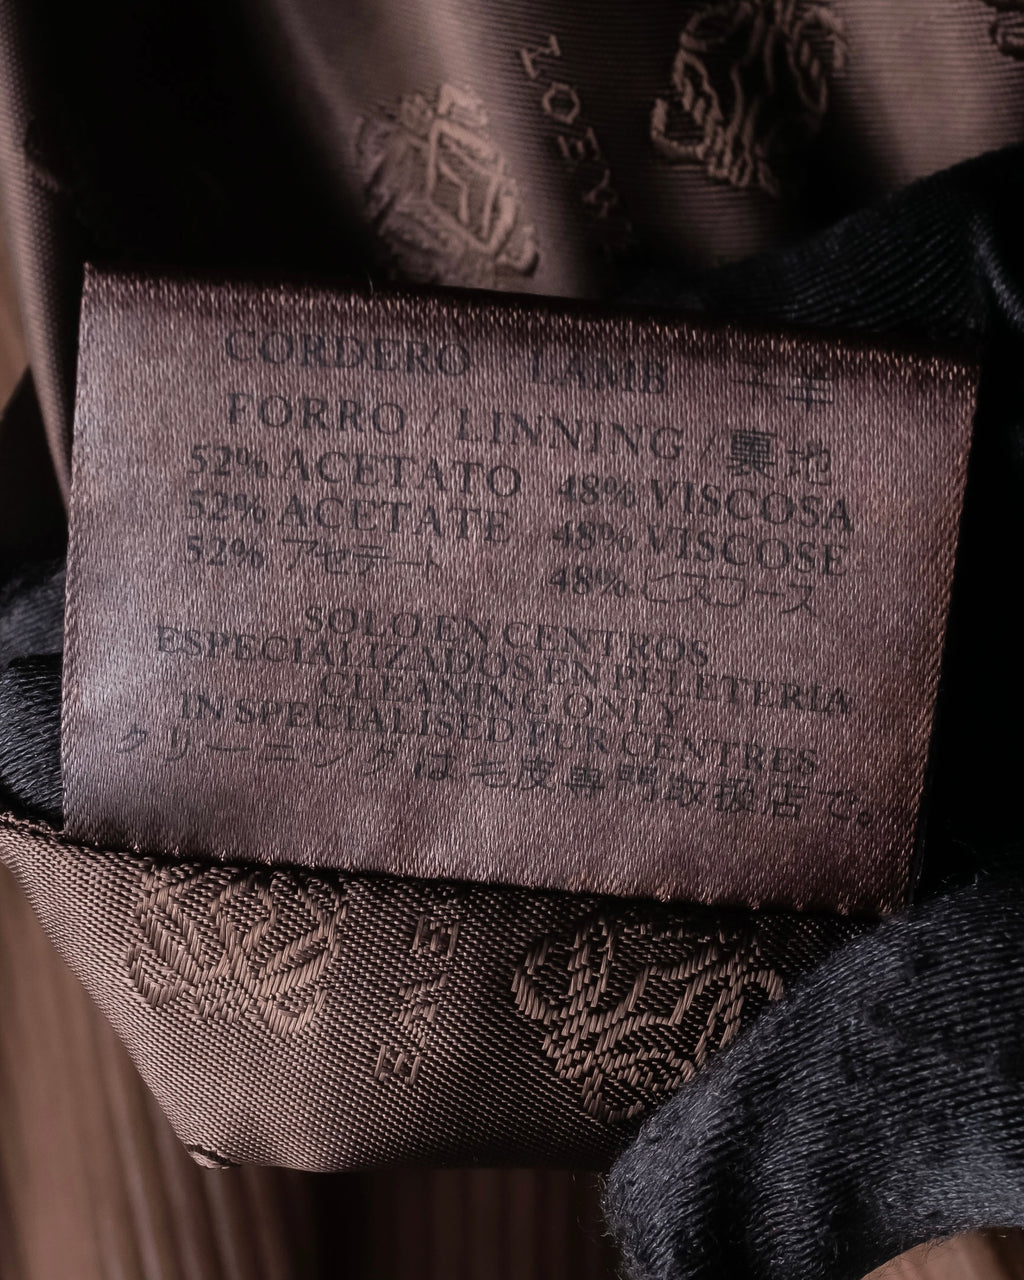 LOEW
CORDERO LAMB 子羊
FORRO / LINNING / 裏地
52% ACETATO 48% VISCOSA
52% ACETATE 48% VISCOSE
52% アセテート 48% ビスコース
SOLO EN CENTROS
ESPECIALIZADOS EN PELETERIA
CLEANING ONLY
IN SPECIALISED FUR CENTRES
クリーニングは毛皮専門取扱店で。